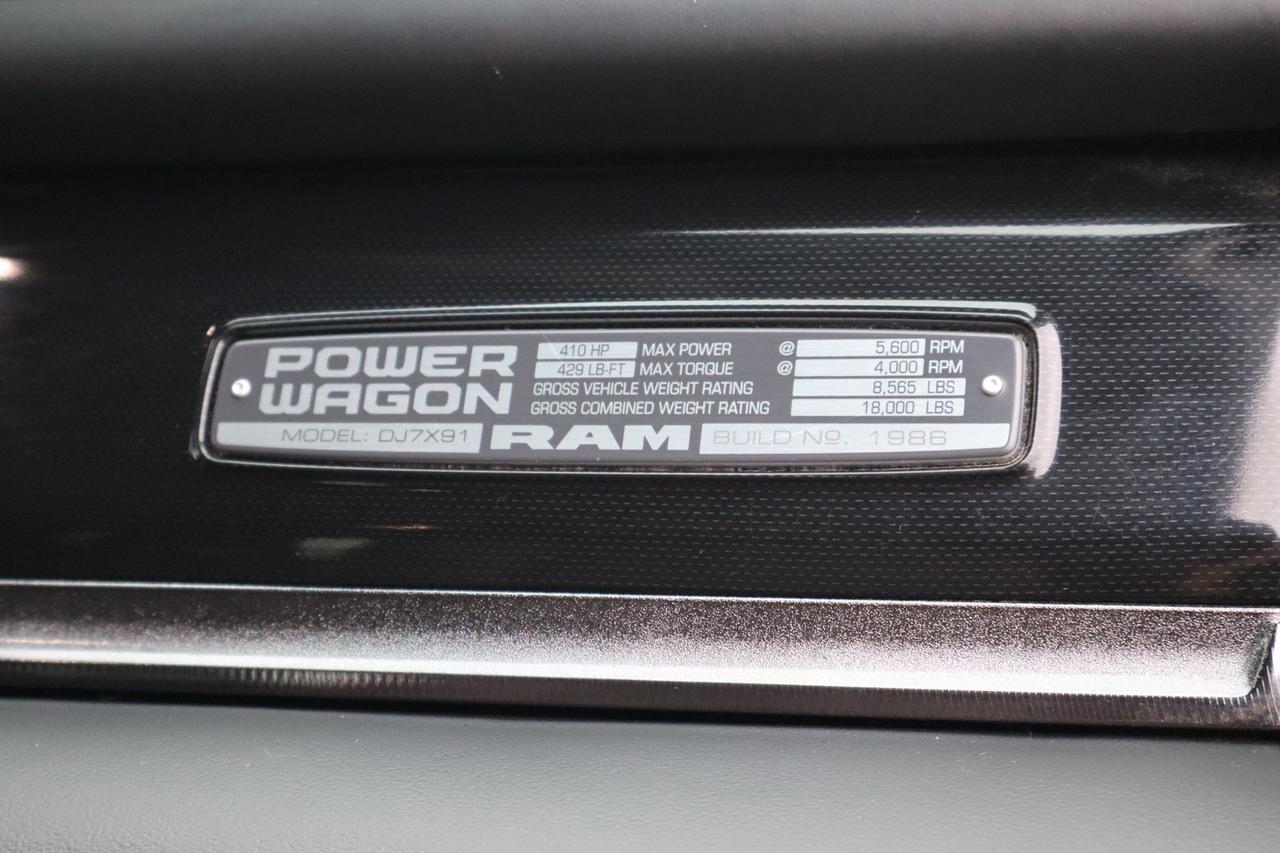 POWER WAGON
410 HP MAX POWER @ 5,600 RPM
429 LB-FT MAX TORQUE @ 4,000 RPM
GROSS VEHICLE WEIGHT RATING 8,565 LBS
GROSS COMBINED WEIGHT RATING 18,000 LBS
MODEL: DJ7X91 RAM BUILD Nº. 1986